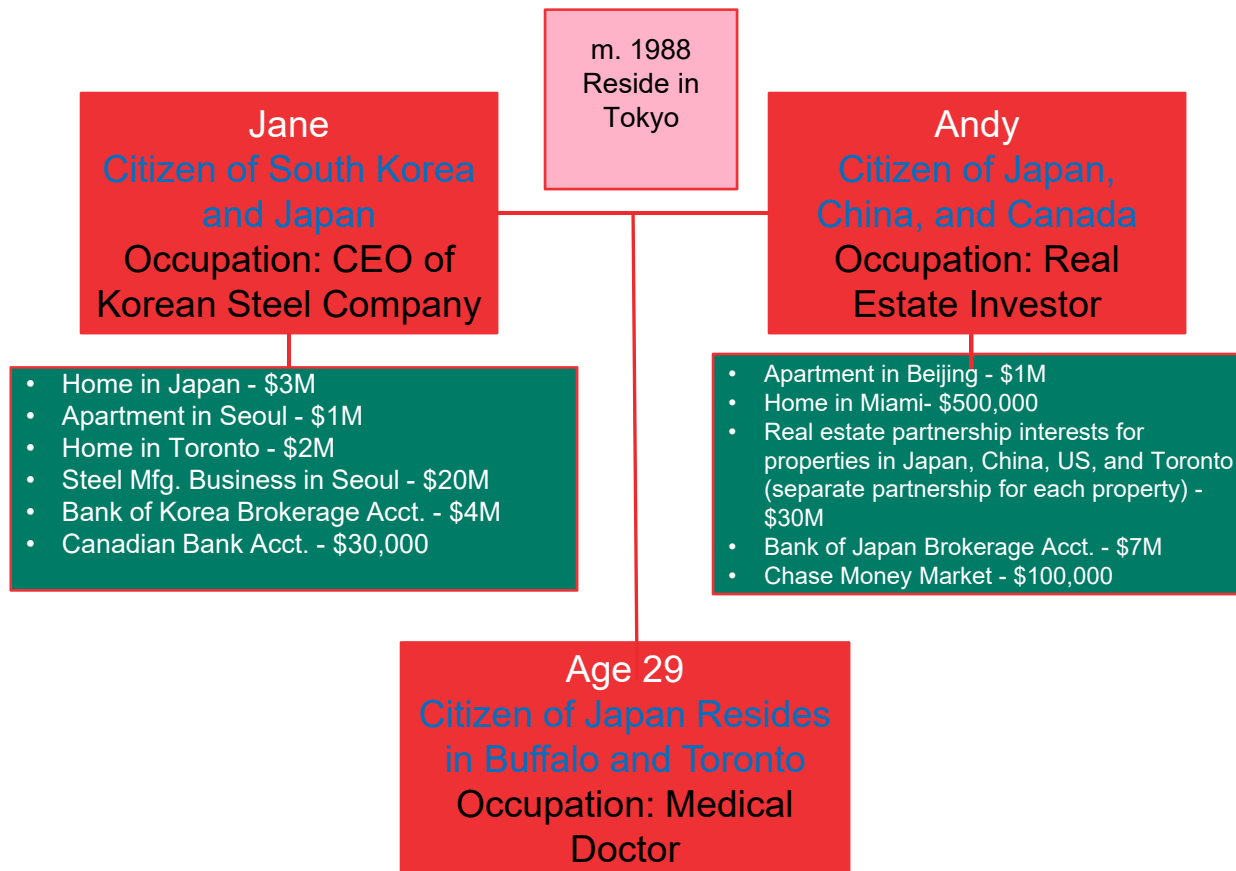 m. 1988
Reside in
Tokyo
Jane
Citizen of South Korea
and Japan
Occupation: CEO of
Korean Steel Company
Andy
Citizen of Japan,
China, and Canada
Occupation: Real
Estate Investor
• Home in Japan - $3M
• Apartment in Seoul - $1M
• Home in Toronto - $2M
• Steel Mfg. Business in Seoul - $20M
• Bank of Korea Brokerage Acct. - $4M
• Canadian Bank Acct. - $30,000
• Apartment in Beijing - $1M
• Home in Miami- $500,000
• Real estate partnership interests for
properties in Japan, China, US, and Toronto
(separate partnership for each property) -
$30M
• Bank of Japan Brokerage Acct. - $7M
• Chase Money Market - $100,000
Age 29
Citizen of Japan Resides
in Buffalo and Toronto
Occupation: Medical
Doctor